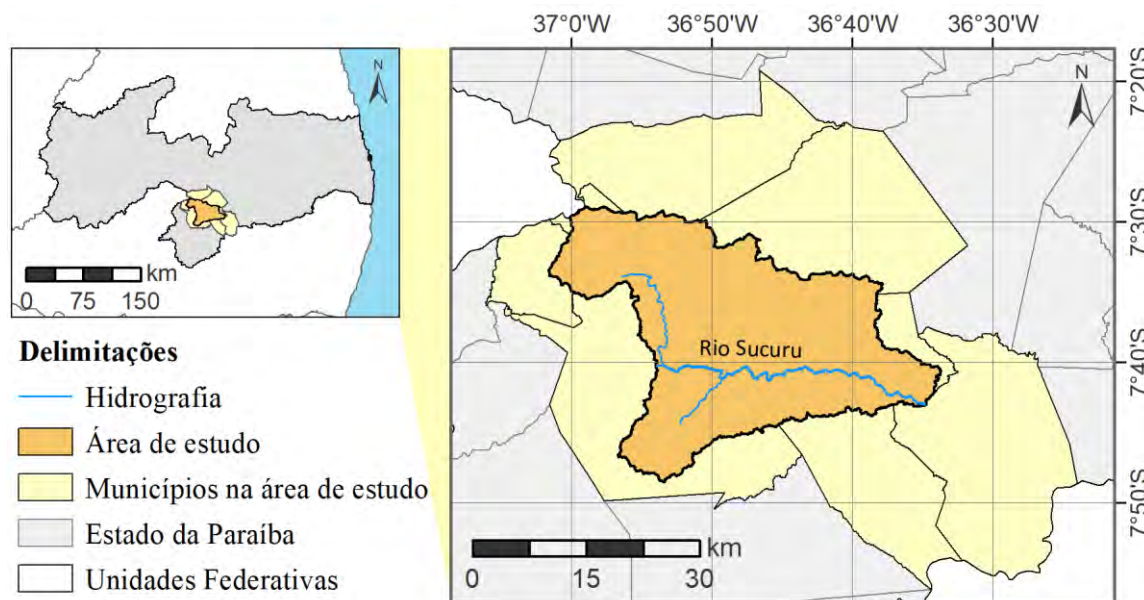 37°0'W 36°50'W 36°40'W 36°30'W
N
km
0 75 150
Delimitações
Hidrografia
Área de estudo
Municípios na área de estudo
Estado da Paraíba
Unidades Federativas
N
7°20'S
7°30'S
7°40'S
7°50'S
Rio Sucuru
km
0 15 30